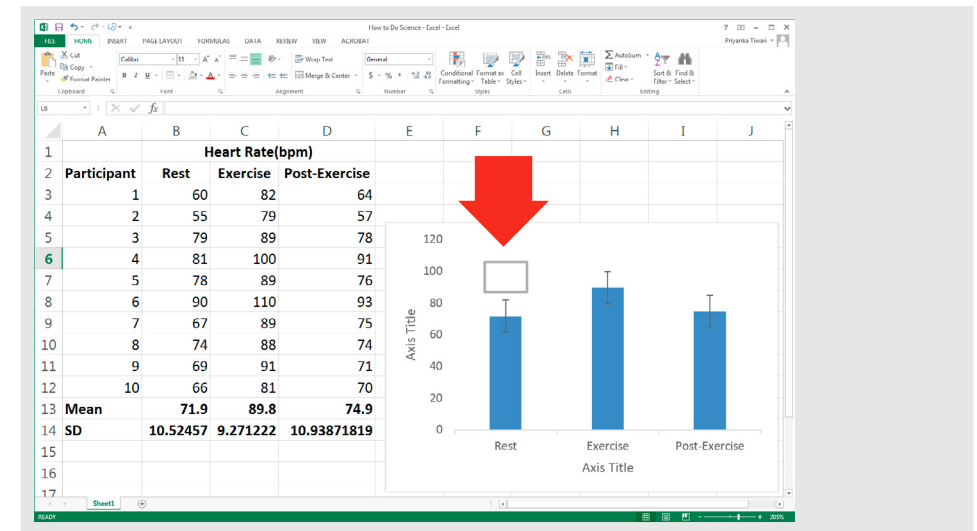 How to Do Science - Excel - Excel
FILE HOME INSERT PAGE LAYOUT FORMULAS DATA REVIEW VIEW ACROBAT Priyanka Tiwari
Cut Calibri 11 Wrap Text General AutoSum
Copy Fill
Paste Format Painter Merge & Center Conditional Format as Cell Insert Delete Format Clear Sort & Find &
Formatting Table Styles Filter Select
Clipboard Font Alignment Number Styles Cells Editing
L6 fx
A B C D E F G H I J
1 Heart Rate(bpm)
2 Participant Rest Exercise Post-Exercise
3 1 60 82 64
4 2 55 79 57
5 3 79 89 78
6 4 81 100 91
7 5 78 89 76
8 6 90 110 93
9 7 67 89 75
10 8 74 88 74
11 9 69 91 71
12 10 66 81 70
13 Mean 71.9 89.8 74.9
14 SD 10.52457 9.271222 10.93871819
15
16
17
120
100
80
60
40
20
0
Axis Title
Rest Exercise Post-Exercise
Axis Title
Sheet1
READY 205%